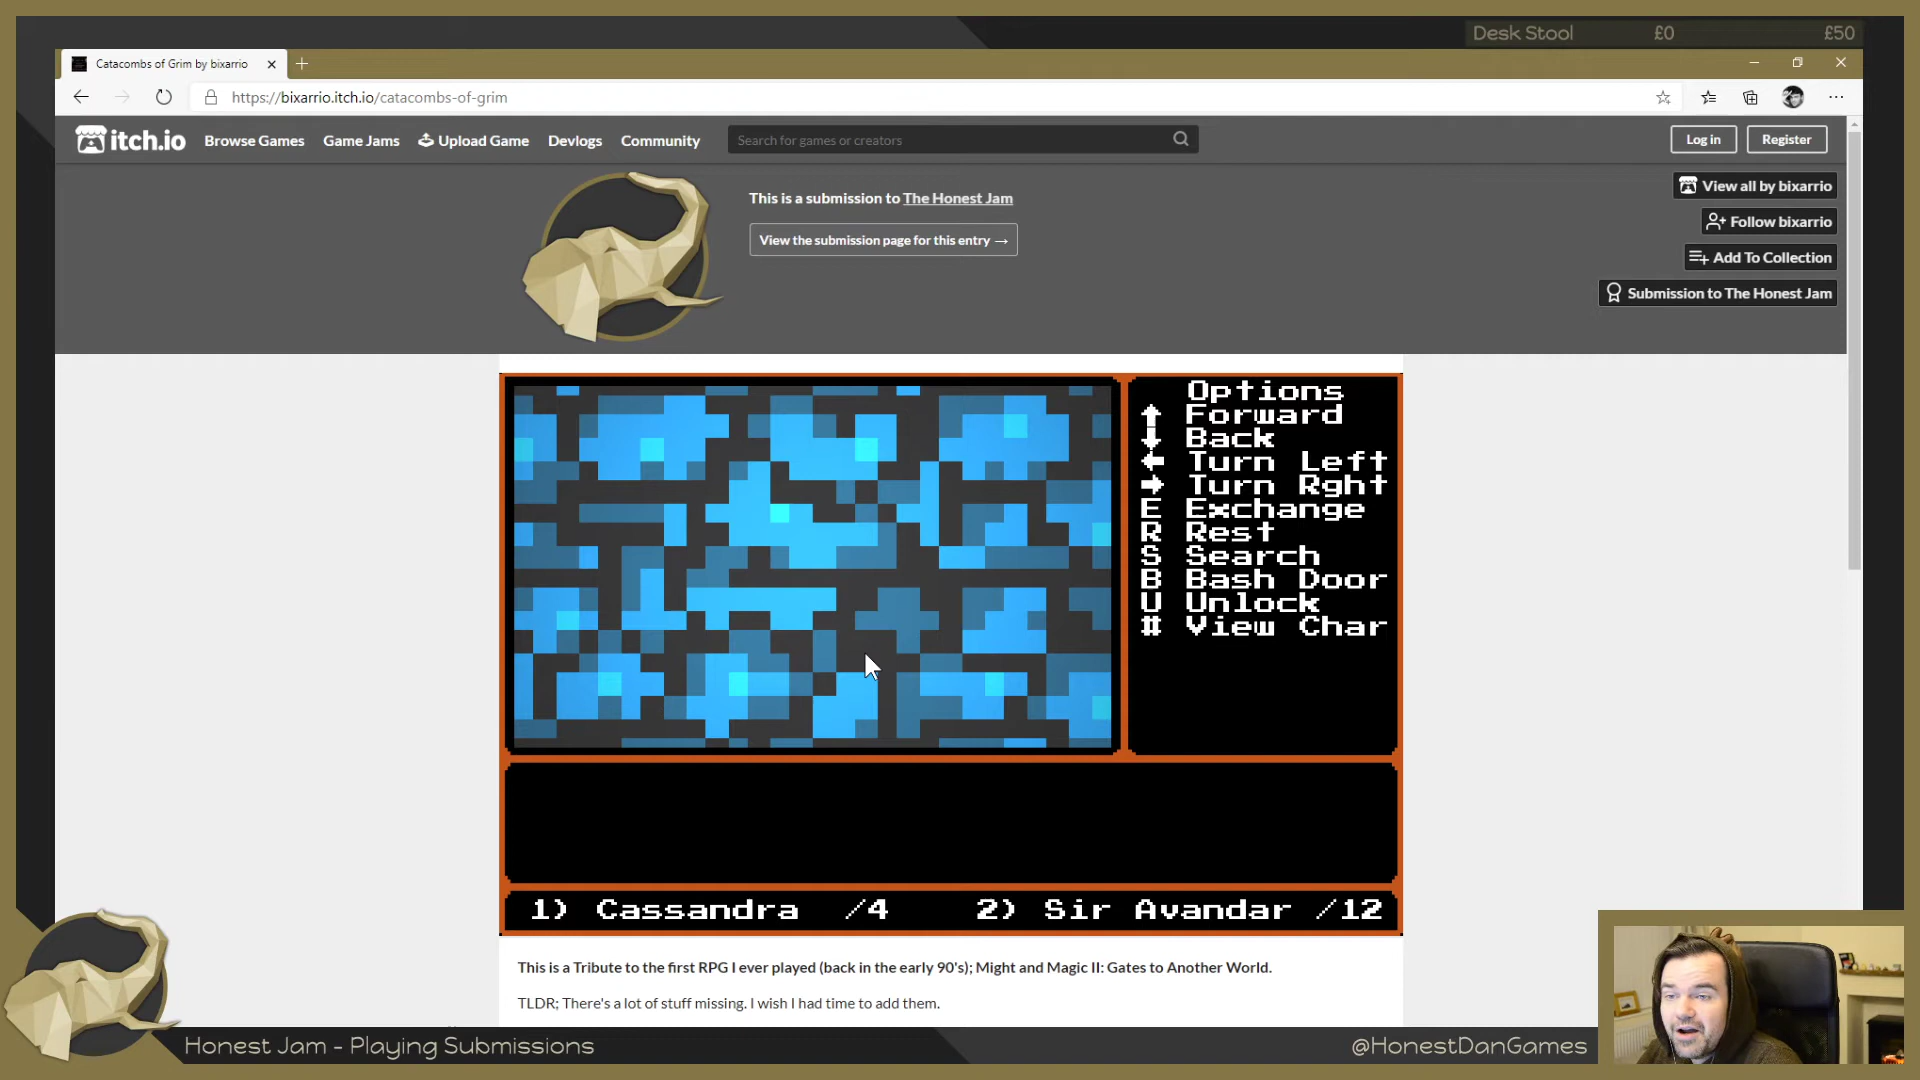 Desk Stool £0 £50
Catacombs of Grim by bixarrio
https://bixarrio.itch.io/catacombs-of-grim
itch.io Browse Games Game Jams Upload Game Devlogs Community Search for games or creators Log in Register
This is a submission to The Honest Jam
View the submission page for this entry →
View all by bixarrio
Follow bixarrio
Add To Collection
Submission to The Honest Jam
Options
↑ Forward
↓ Back
← Turn Left
→ Turn Rght
E Exchange
R Rest
S Search
B Bash Door
U Unlock
# View Char
1) Cassandra /4 2) Sir Avandar /12
This is a Tribute to the first RPG I ever played (back in the early 90's); Might and Magic II: Gates to Another World.
TLDR; There's a lot of stuff missing. I wish I had time to add them.
Honest Jam - Playing Submissions
@HonestDanGames